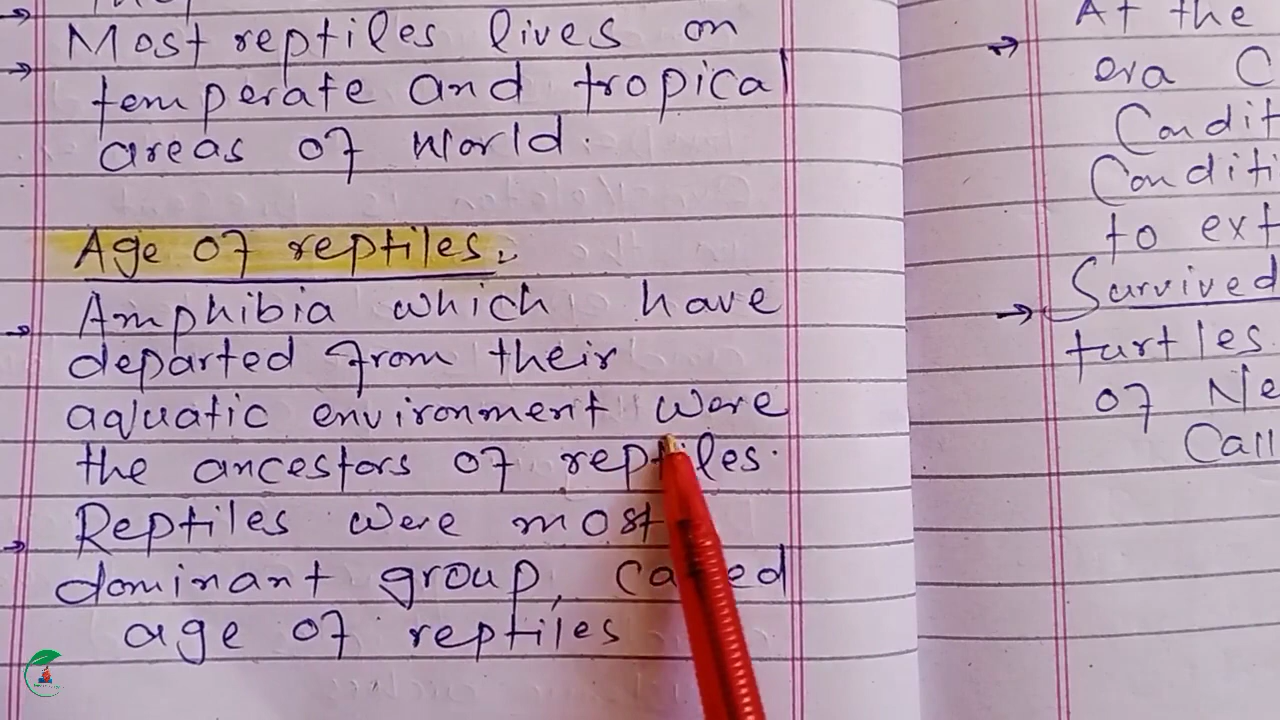 → Most reptiles lives on
→ temperate and tropical
areas of world.
Age of reptiles.
→ Amphibia which have
departed from their
aquatic environment were
the ancestors of reptiles.
→ Reptiles were most
dominant group, called
age of reptiles
At the
→ era C
Condit
Conditi
to ext
→ Survived
turtles
of Ne
Call